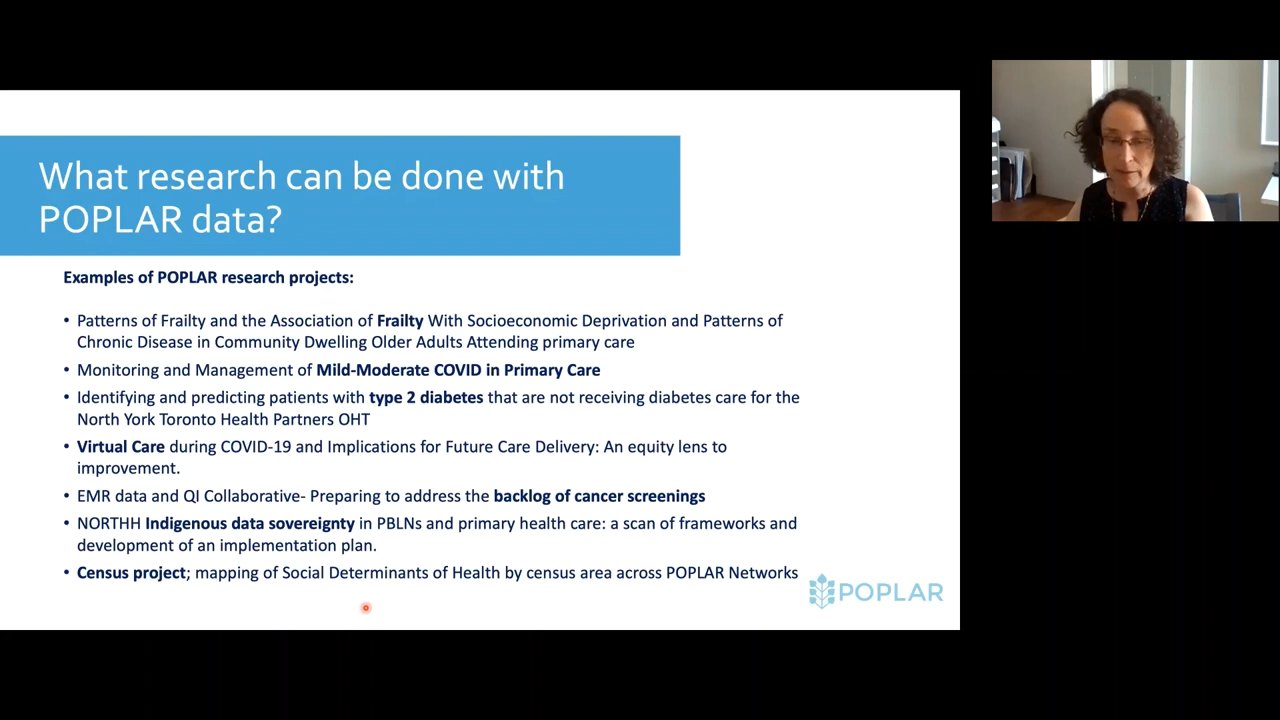 What research can be done with
POPLAR data?
Examples of POPLAR research projects:
• Patterns of Frailty and the Association of Frailty With Socioeconomic Deprivation and Patterns of
Chronic Disease in Community Dwelling Older Adults Attending primary care
• Monitoring and Management of Mild-Moderate COVID in Primary Care
• Identifying and predicting patients with type 2 diabetes that are not receiving diabetes care for the
North York Toronto Health Partners OHT
• Virtual Care during COVID-19 and Implications for Future Care Delivery: An equity lens to
improvement.
• EMR data and QI Collaborative- Preparing to address the backlog of cancer screenings
• NORTHH Indigenous data sovereignty in PBLNs and primary health care: a scan of frameworks and
development of an implementation plan.
• Census project; mapping of Social Determinants of Health by census area across POPLAR Networks
POPLAR